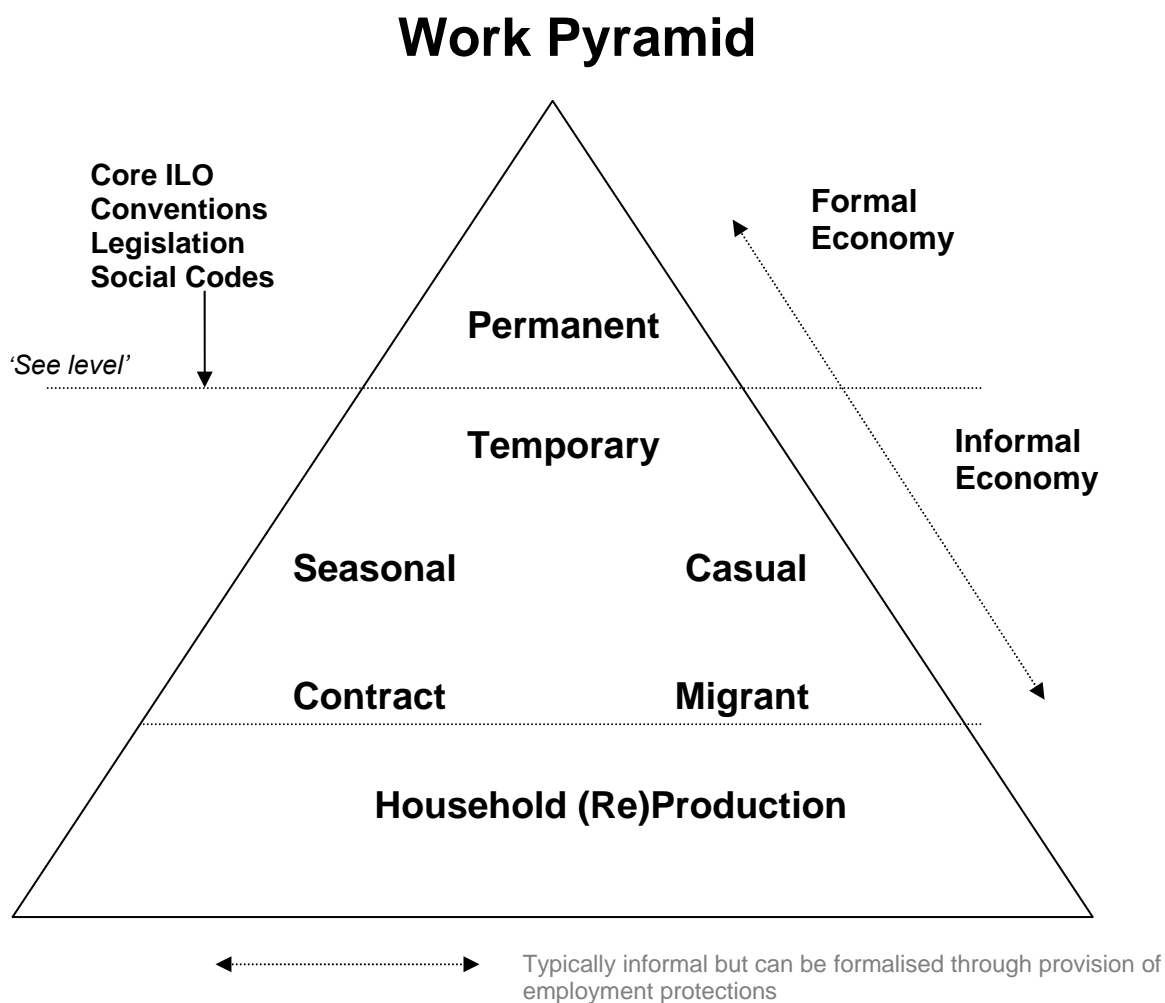 Work Pyramid
Core ILO
Conventions
Legislation
Social Codes
Formal
Economy
Permanent
‘See level’
Temporary
Informal
Economy
Seasonal Casual
Contract Migrant
Household (Re)Production
Typically informal but can be formalised through provision of
employment protections